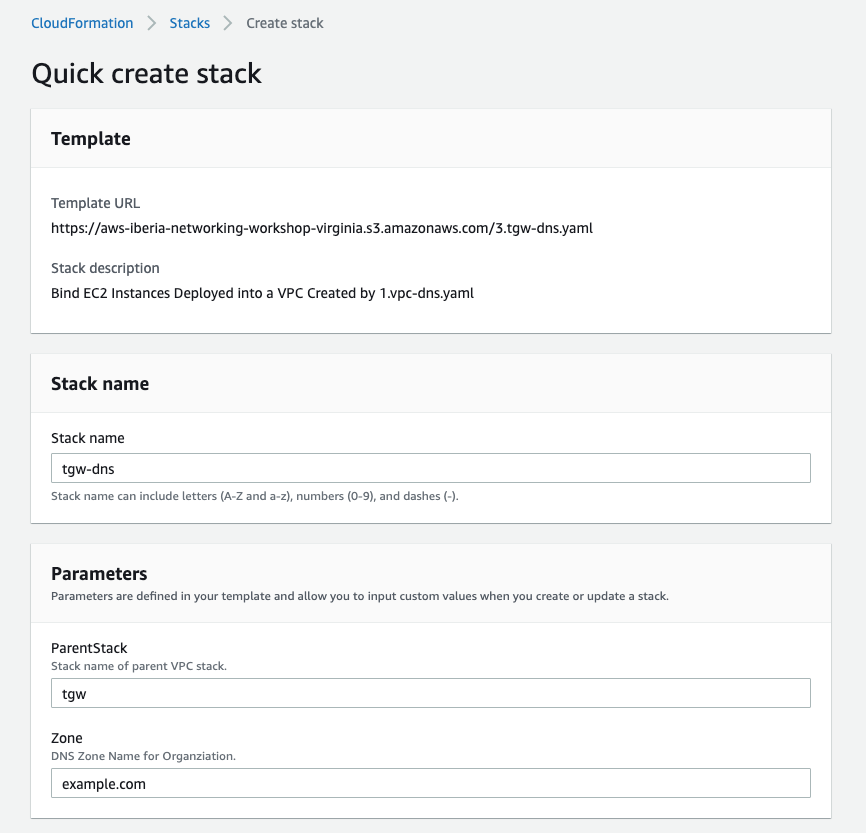 CloudFormation > Stacks > Create stack
Quick create stack
Template
Template URL
https://aws-iberia-networking-workshop-virginia.s3.amazonaws.com/3.tgw-dns.yaml
Stack description
Bind EC2 Instances Deployed into a VPC Created by 1.vpc-dns.yaml
Stack name
Stack name
tgw-dns
Stack name can include letters (A-Z and a-z), numbers (0-9), and dashes (-).
Parameters
Parameters are defined in your template and allow you to input custom values when you create or update a stack.
ParentStack
Stack name of parent VPC stack.
tgw
Zone
DNS Zone Name for Organziation.
example.com